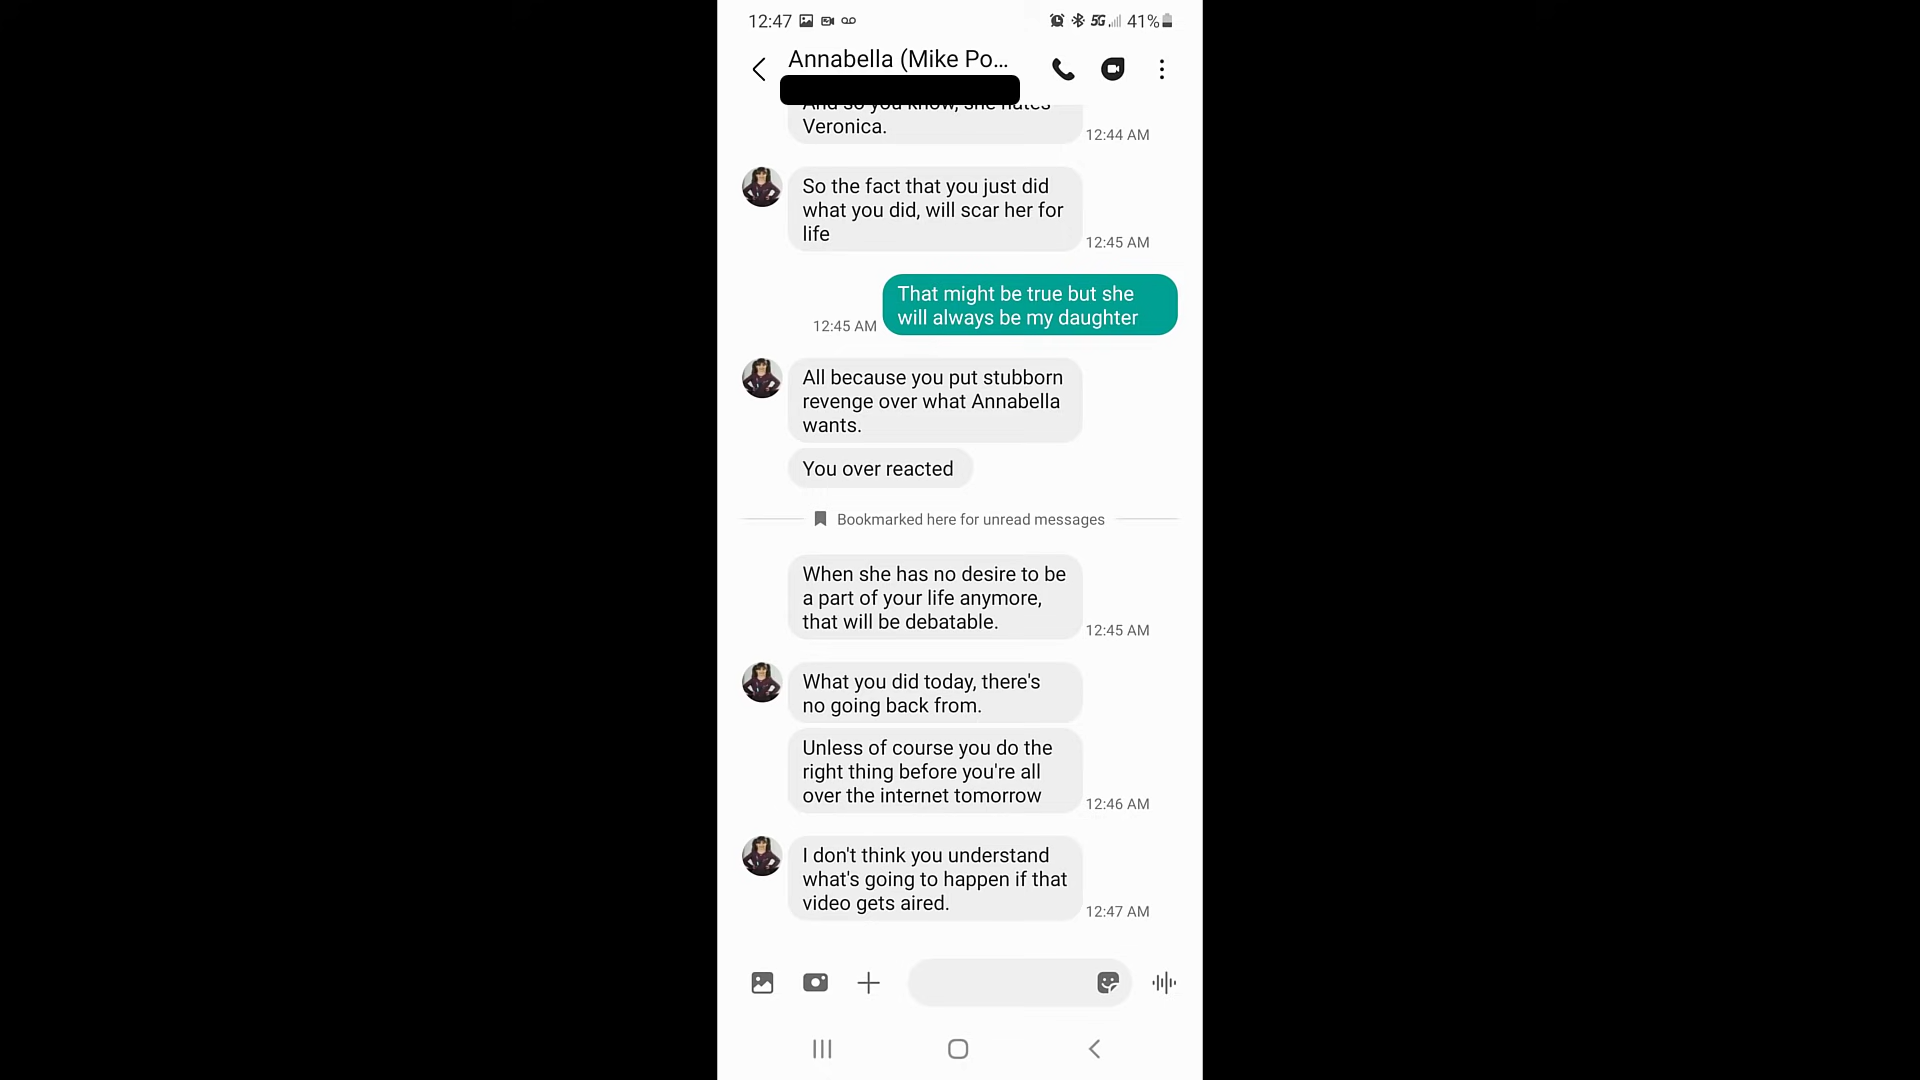 12:47
5G 41%
Annabella (Mike Po...
And so you know, she hates
Veronica.
12:44 AM
So the fact that you just did
what you did, will scar her for
life
12:45 AM
That might be true but she
will always be my daughter
12:45 AM
All because you put stubborn
revenge over what Annabella
wants.
You over reacted
Bookmarked here for unread messages
When she has no desire to be
a part of your life anymore,
that will be debatable.
12:45 AM
What you did today, there's
no going back from.
Unless of course you do the
right thing before you're all
over the internet tomorrow
12:46 AM
I don't think you understand
what's going to happen if that
video gets aired.
12:47 AM